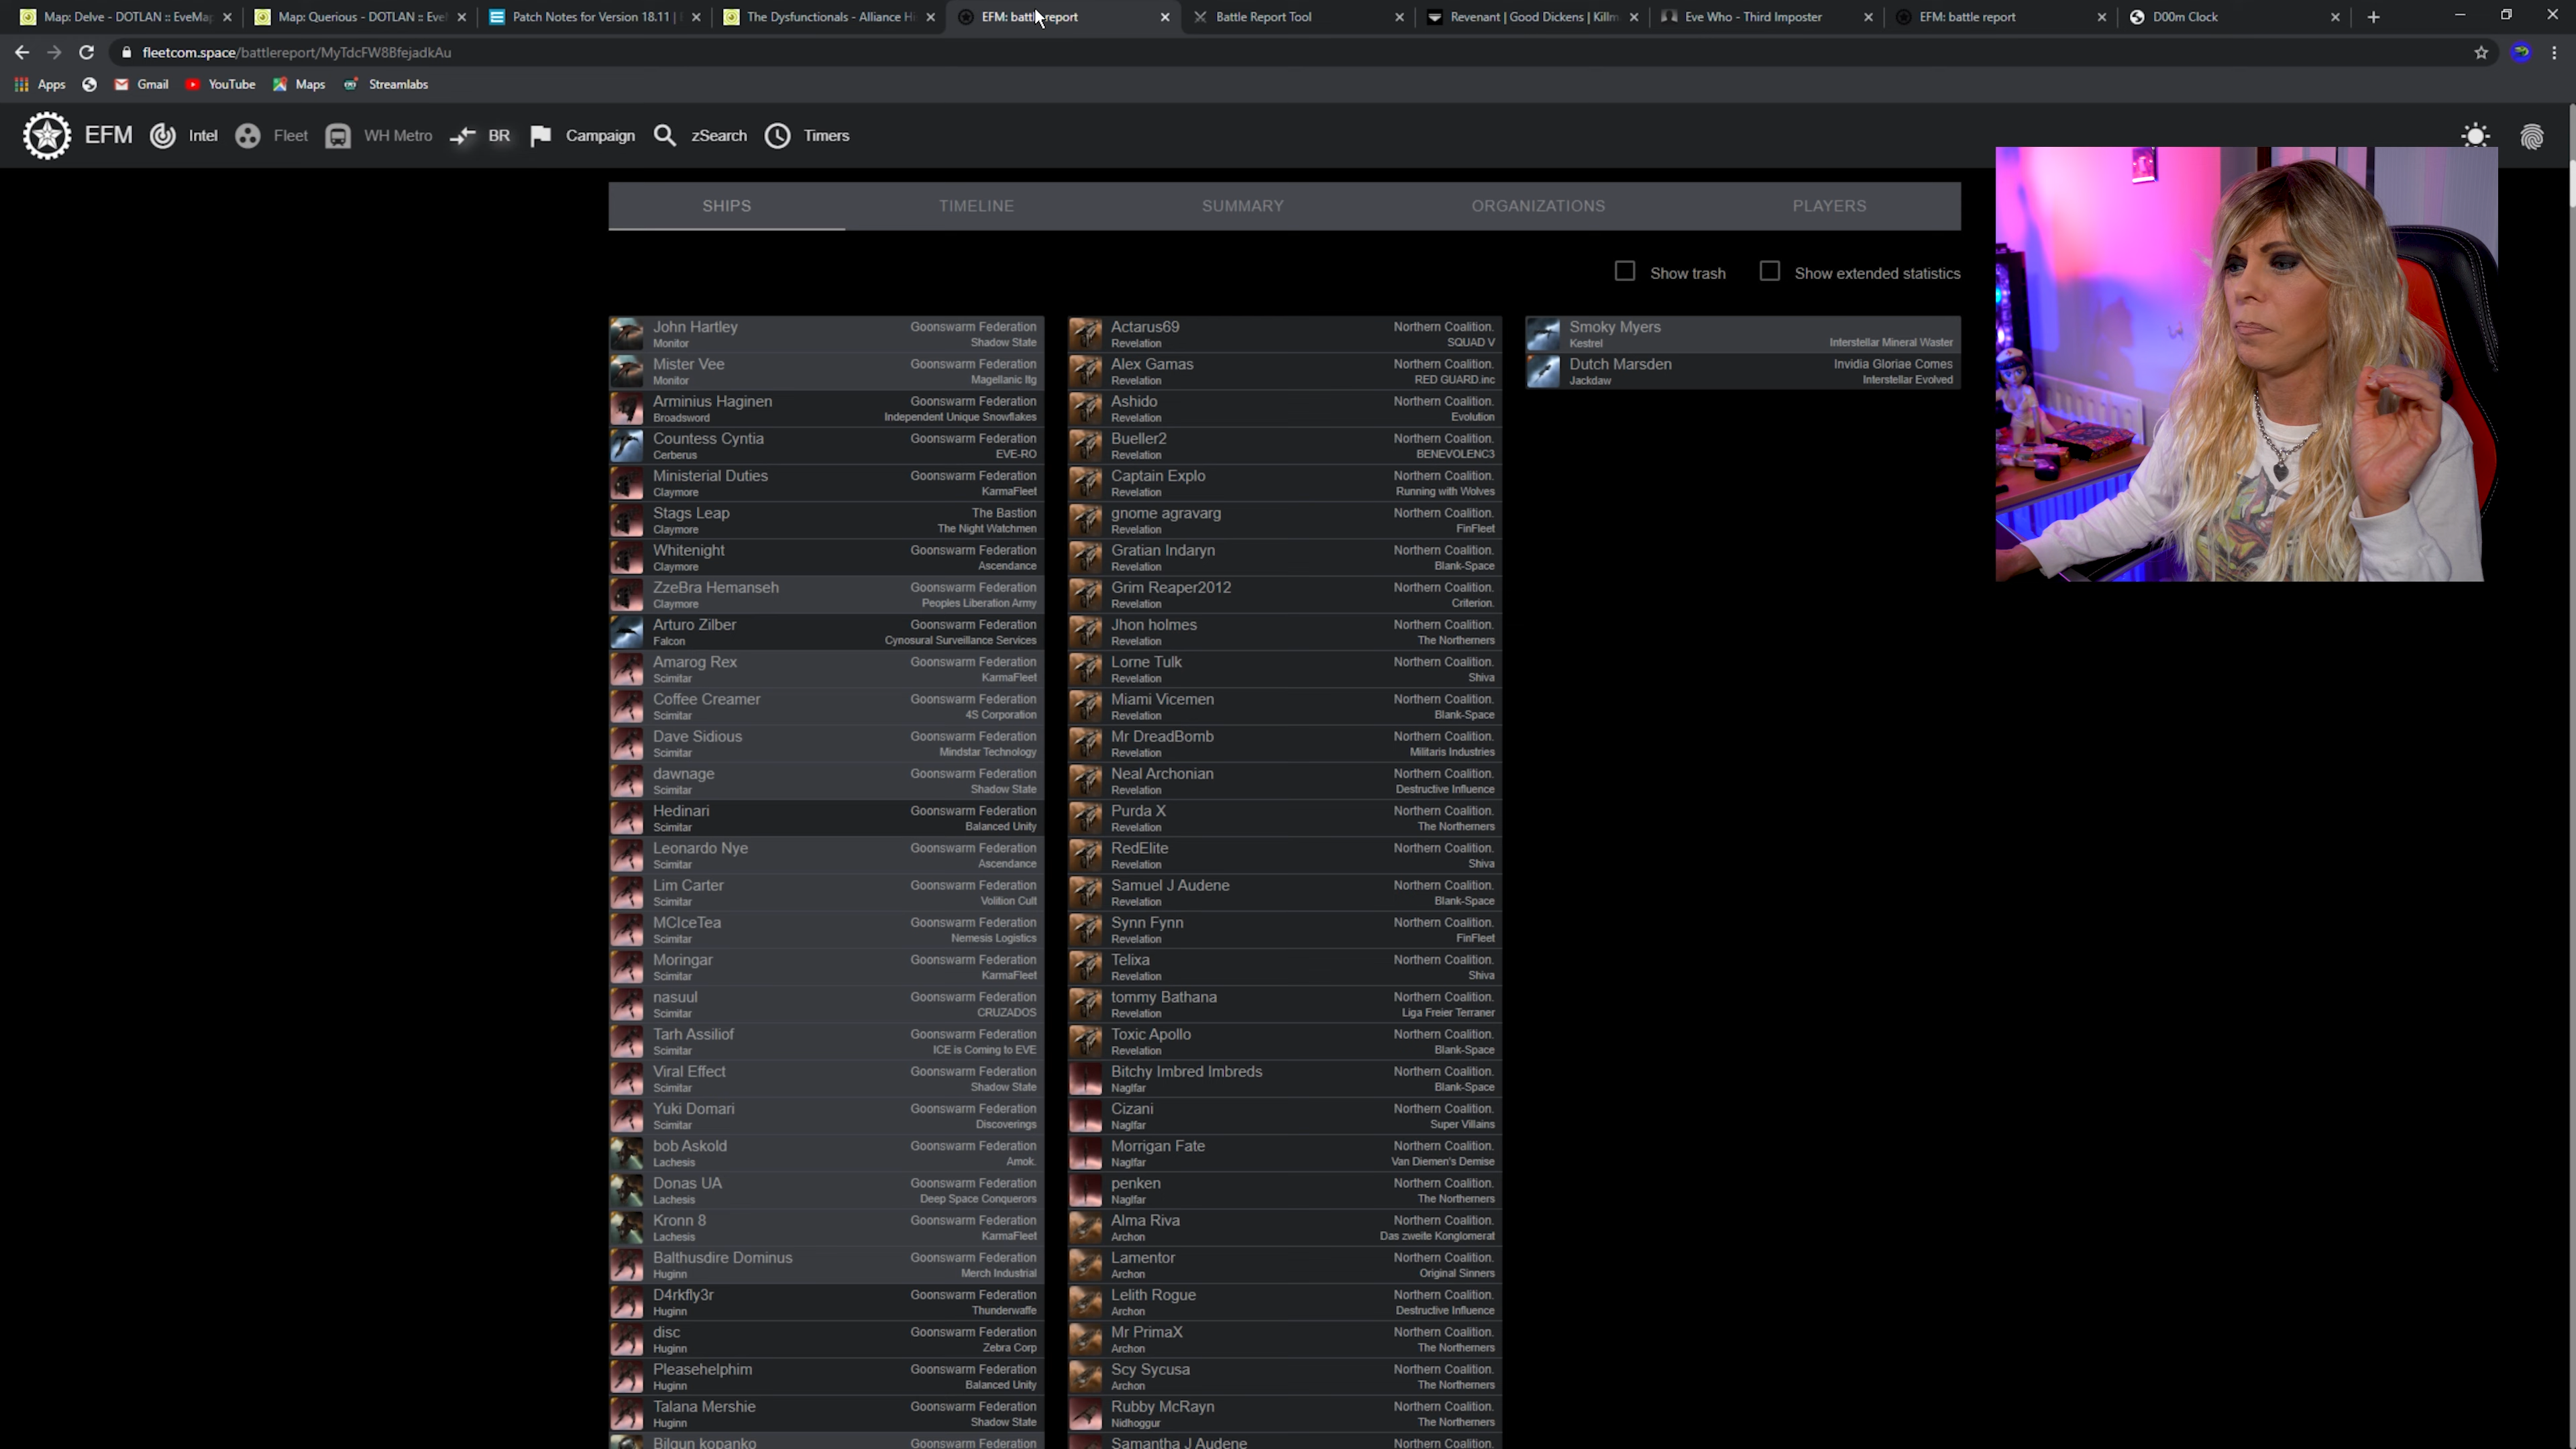 Map: Delve - DOTLAN :: EveMap
Map: Querious - DOTLAN :: Evel
Patch Notes for Version 18.11 |
The Dysfunctionals - Alliance Hi
EFM: battle report
Battle Report Tool
Revenant | Good Dickens | Killm
Eve Who - Third Imposter
EFM: battle report
D00m Clock
fleetcom.space/battlereport/MyTdcFW8BfejadkAu
Apps
Gmail
YouTube
Maps
Streamlabs
EFM
Intel
Fleet
WH Metro
BR
Campaign
zSearch
Timers
SHIPS
TIMELINE
SUMMARY
ORGANIZATIONS
PLAYERS
Show trash
Show extended statistics
John Hartley Goonswarm Federation
Monitor Shadow State
Mister Vee Goonswarm Federation
Monitor Magellanic Itg
Arminius Haginen Goonswarm Federation
Broadsword Independent Unique Snowflakes
Countess Cyntia Goonswarm Federation
Cerberus EVE-RO
Ministerial Duties Goonswarm Federation
Claymore KarmaFleet
Stags Leap The Bastion
Claymore The Night Watchmen
Whitenight Goonswarm Federation
Claymore Ascendance
ZzeBra Hemanseh Goonswarm Federation
Claymore Peoples Liberation Army
Arturo Zilber Goonswarm Federation
Falcon Cynosural Surveillance Services
Amarog Rex Goonswarm Federation
Scimitar KarmaFleet
Coffee Creamer Goonswarm Federation
Scimitar 4S Corporation
Dave Sidious Goonswarm Federation
Scimitar Mindstar Technology
dawnage Goonswarm Federation
Scimitar Shadow State
Hedinari Goonswarm Federation
Scimitar Balanced Unity
Leonardo Nye Goonswarm Federation
Scimitar Ascendance
Lim Carter Goonswarm Federation
Scimitar Volition Cult
MCIceTea Goonswarm Federation
Scimitar Nemesis Logistics
Moringar Goonswarm Federation
Scimitar KarmaFleet
nasuul Goonswarm Federation
Scimitar CRUZADOS
Tarh Assiliof Goonswarm Federation
Scimitar ICE is Coming to EVE
Viral Effect Goonswarm Federation
Scimitar Shadow State
Yuki Domari Goonswarm Federation
Scimitar Discoverings
bob Askold Goonswarm Federation
Lachesis Amok.
Donas UA Goonswarm Federation
Lachesis Deep Space Conquerors
Kronn 8 Goonswarm Federation
Lachesis KarmaFleet
Balthusdire Dominus Goonswarm Federation
Huginn Merch Industrial
D4rkfly3r Goonswarm Federation
Huginn Thunderwaffe
disc Goonswarm Federation
Huginn Zebra Corp
Pleasehelphim Goonswarm Federation
Huginn Balanced Unity
Talana Mershie Goonswarm Federation
Huginn Shadow State
Bilgun kopanko Goonswarm Federation
Actarus69 Northern Coalition.
Revelation SQUAD V
Alex Gamas Northern Coalition.
Revelation RED GUARD.inc
Ashido Northern Coalition.
Revelation Evolution
Bueller2 Northern Coalition.
Revelation BENEVOLENC3
Captain Explo Northern Coalition.
Revelation Running with Wolves
gnome agravarg Northern Coalition.
Revelation FinFleet
Gratian Indaryn Northern Coalition.
Revelation Blank-Space
Grim Reaper2012 Northern Coalition.
Revelation Criterion.
Jhon holmes Northern Coalition.
Revelation The Northerners
Lorne Tulk Northern Coalition.
Revelation Shiva
Miami Vicemen Northern Coalition.
Revelation Blank-Space
Mr DreadBomb Northern Coalition.
Revelation Militaris Industries
Neal Archonian Northern Coalition.
Revelation Destructive Influence
Purda X Northern Coalition.
Revelation The Northerners
RedElite Northern Coalition.
Revelation Shiva
Samuel J Audene Northern Coalition.
Revelation Blank-Space
Synn Fynn Northern Coalition.
Revelation FinFleet
Telixa Northern Coalition.
Revelation Shiva
tommy Bathana Northern Coalition.
Revelation Liga Freier Terraner
Toxic Apollo Northern Coalition.
Revelation Blank-Space
Bitchy Imbred Imbreds Northern Coalition.
Naglfar Blank-Space
Cizani Northern Coalition.
Naglfar Super Villains
Morrigan Fate Northern Coalition.
Naglfar Van Diemen's Demise
penken Northern Coalition.
Naglfar The Northerners
Alma Riva Northern Coalition.
Archon Das zweite Konglomerat
Lamentor Northern Coalition.
Archon Original Sinners
Lelith Rogue Northern Coalition.
Archon Destructive Influence
Mr PrimaX Northern Coalition.
Archon The Northerners
Scy Sycusa Northern Coalition.
Archon The Northerners
Rubby McRayn Northern Coalition.
Nidhoggur The Northerners
Samantha J Audene Northern Coalition.
Smoky Myers
Kestrel Interstellar Mineral Waster
Dutch Marsden Invidia Gloriae Comes
Jackdaw Interstellar Evolved